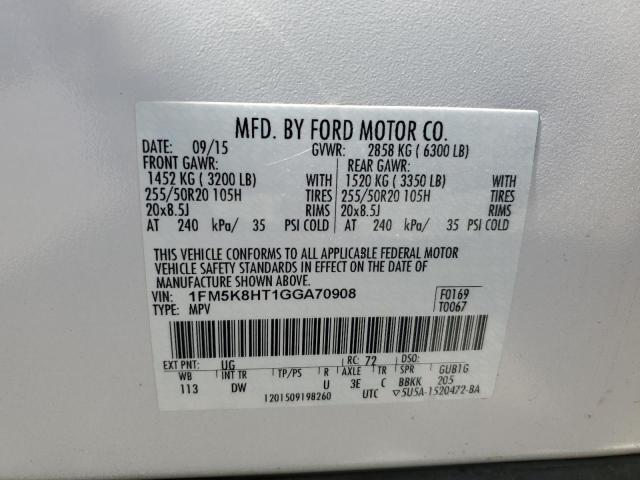 MFD. BY FORD MOTOR CO.
DATE: 09/15 GVWR: 2858 KG ( 6300 LB)
FRONT GAWR: REAR GAWR:
1452 KG ( 3200 LB) WITH 1520 KG ( 3350 LB) WITH
255/50R20 105H TIRES 255/50R20 105H TIRES
20x8.5J RIMS 20x8.5J RIMS
AT 240 kPa/ 35 PSI COLD AT 240 kPa/ 35 PSI COLD
THIS VEHICLE CONFORMS TO ALL APPLICABLE FEDERAL MOTOR
VEHICLE SAFETY STANDARDS IN EFFECT ON THE DATE OF
MANUFACTURE SHOWN ABOVE.
VIN: 1FM5K8HT1GGA70908 F0169
TYPE: MPV T0067
EXT PNT: UG RC: 72 DSO:
WB INT TR TP/PS R AXLE TR SPR GUB1G
113 DW U 3E C BBKK 205
1201509198260 UTC ▽5U5A-1520472-BA